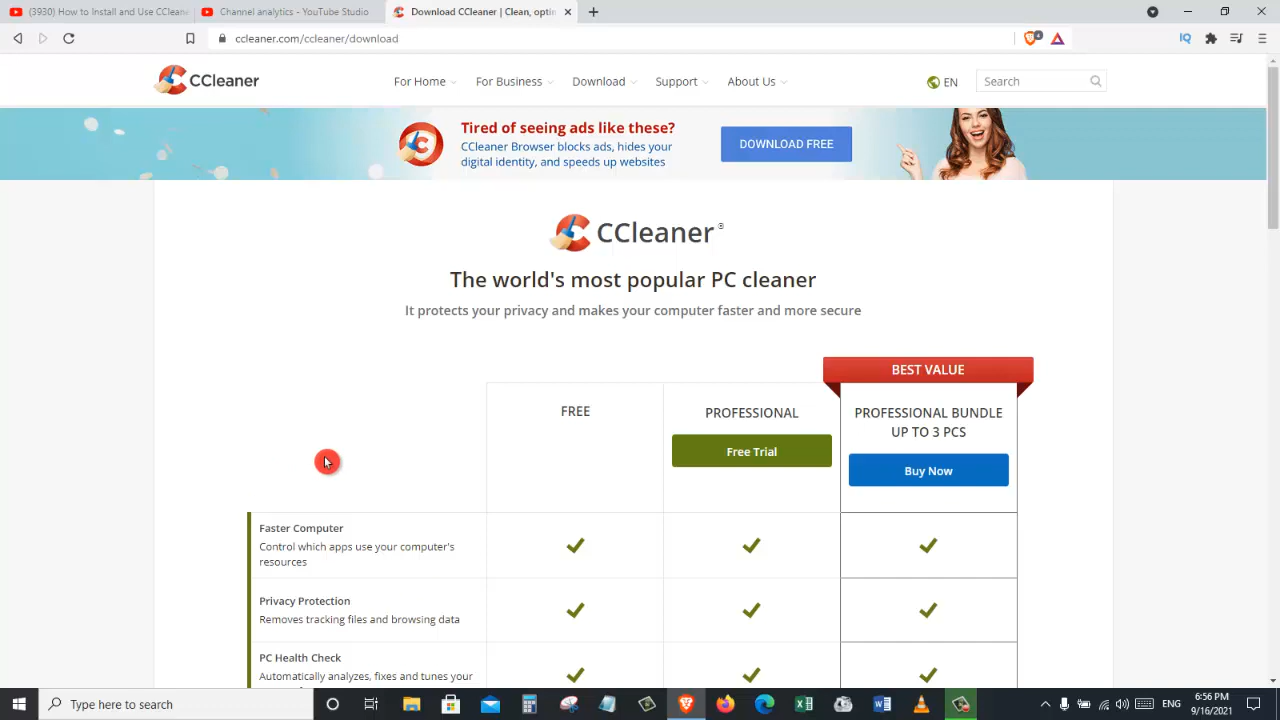 (3930) How to Install and Use CClean
Channel analytics - YouTube Studio
Download CCleaner | Clean, optin
ccleaner.com/ccleaner/download
4
IQ
CCleaner
For Home
For Business
Download
Support
About Us
EN
Search
Tired of seeing ads like these?
CCleaner Browser blocks ads, hides your
digital identity, and speeds up websites
DOWNLOAD FREE
CCleaner®
The world's most popular PC cleaner
It protects your privacy and makes your computer faster and more secure
BEST VALUE
FREE
PROFESSIONAL
Free Trial
PROFESSIONAL BUNDLE
UP TO 3 PCS
Buy Now
Faster Computer
Control which apps use your computer's
resources
Privacy Protection
Removes tracking files and browsing data
PC Health Check
Automatically analyzes, fixes and tunes your
Type here to search
ENG
6:56 PM
9/16/2021